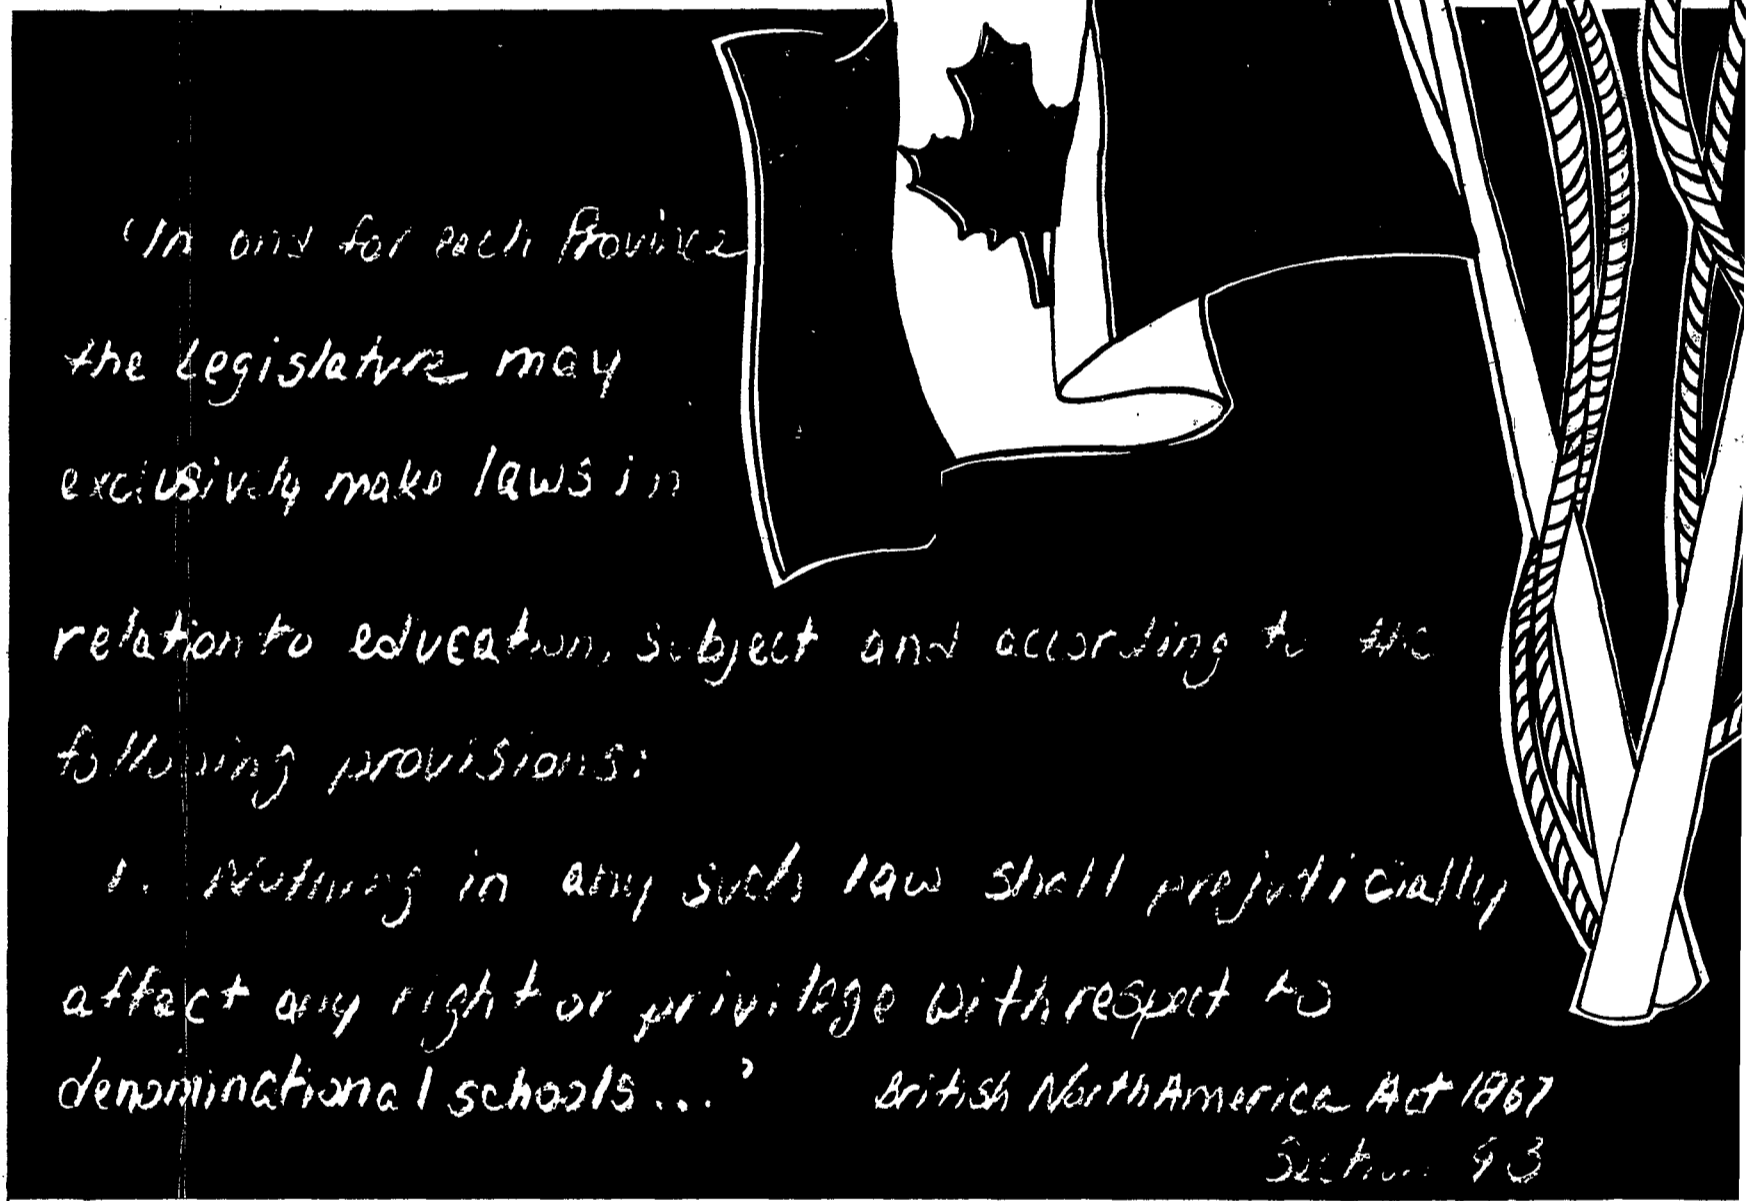 'In and for each Province
the Legislature may
exclusively make laws in
relation to education, subject and according to the
following provisions:
1. Nothing in any such law shall prejudicially
affect any right or privilege with respect to
denominational schools...'
British North America Act 1867
Section 93